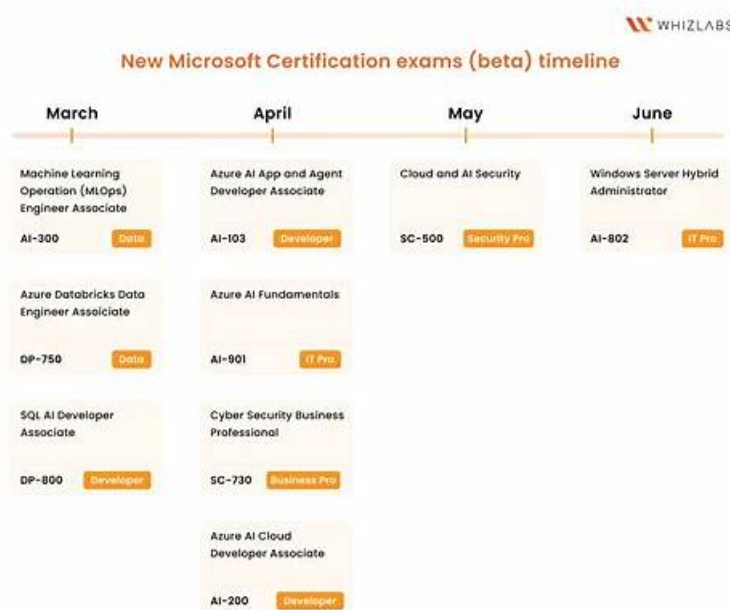 WHIZLABS
New Microsoft Certification exams (beta) timeline
March
April
May
June
Machine Learning
Operation (MLOps)
Engineer Associate
AI-300
Data
Azure AI App and Agent
Developer Associate
AI-103
Developer
Cloud and AI Security
SC-500
Security Pro
Windows Server Hybrid
Administrator
AI-802
IT Pro
Azure Databricks Data
Engineer Assoiciate
DP-750
Data
Azure AI Fundamentals
AI-901
IT Pro
SQL AI Developer
Associate
DP-800
Developer
Cyber Security Business
Professional
SC-730
Business Pro
Azure AI Cloud
Developer Associate
AI-200
Developer